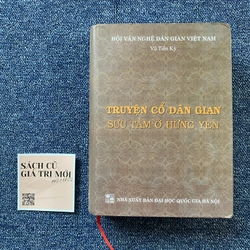 HỘI VĂN NGHỆ DÂN GIAN VIỆT NAM
Vũ Tiến Kỳ
TRUYỆN CỔ DÂN GIAN
SƯU TẦM Ở HƯNG YÊN
SÁCH CŨ
GIÁ TRỊ MỚI
NHÀ XUẤT BẢN ĐẠI HỌC QUỐC GIA HÀ NỘI